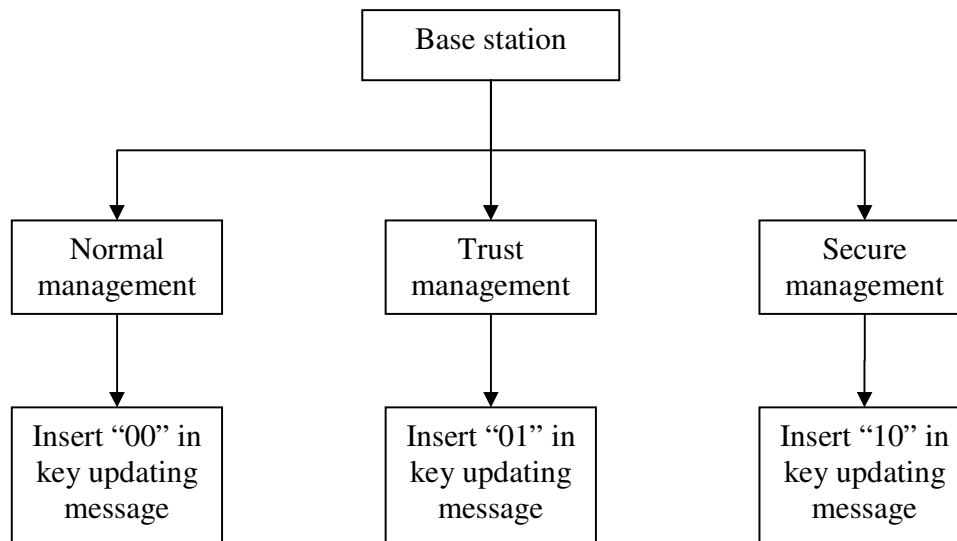 Base station
Normal
management
Trust
management
Secure
management
Insert “00” in
key updating
message
Insert “01” in
key updating
message
Insert “10” in
key updating
message